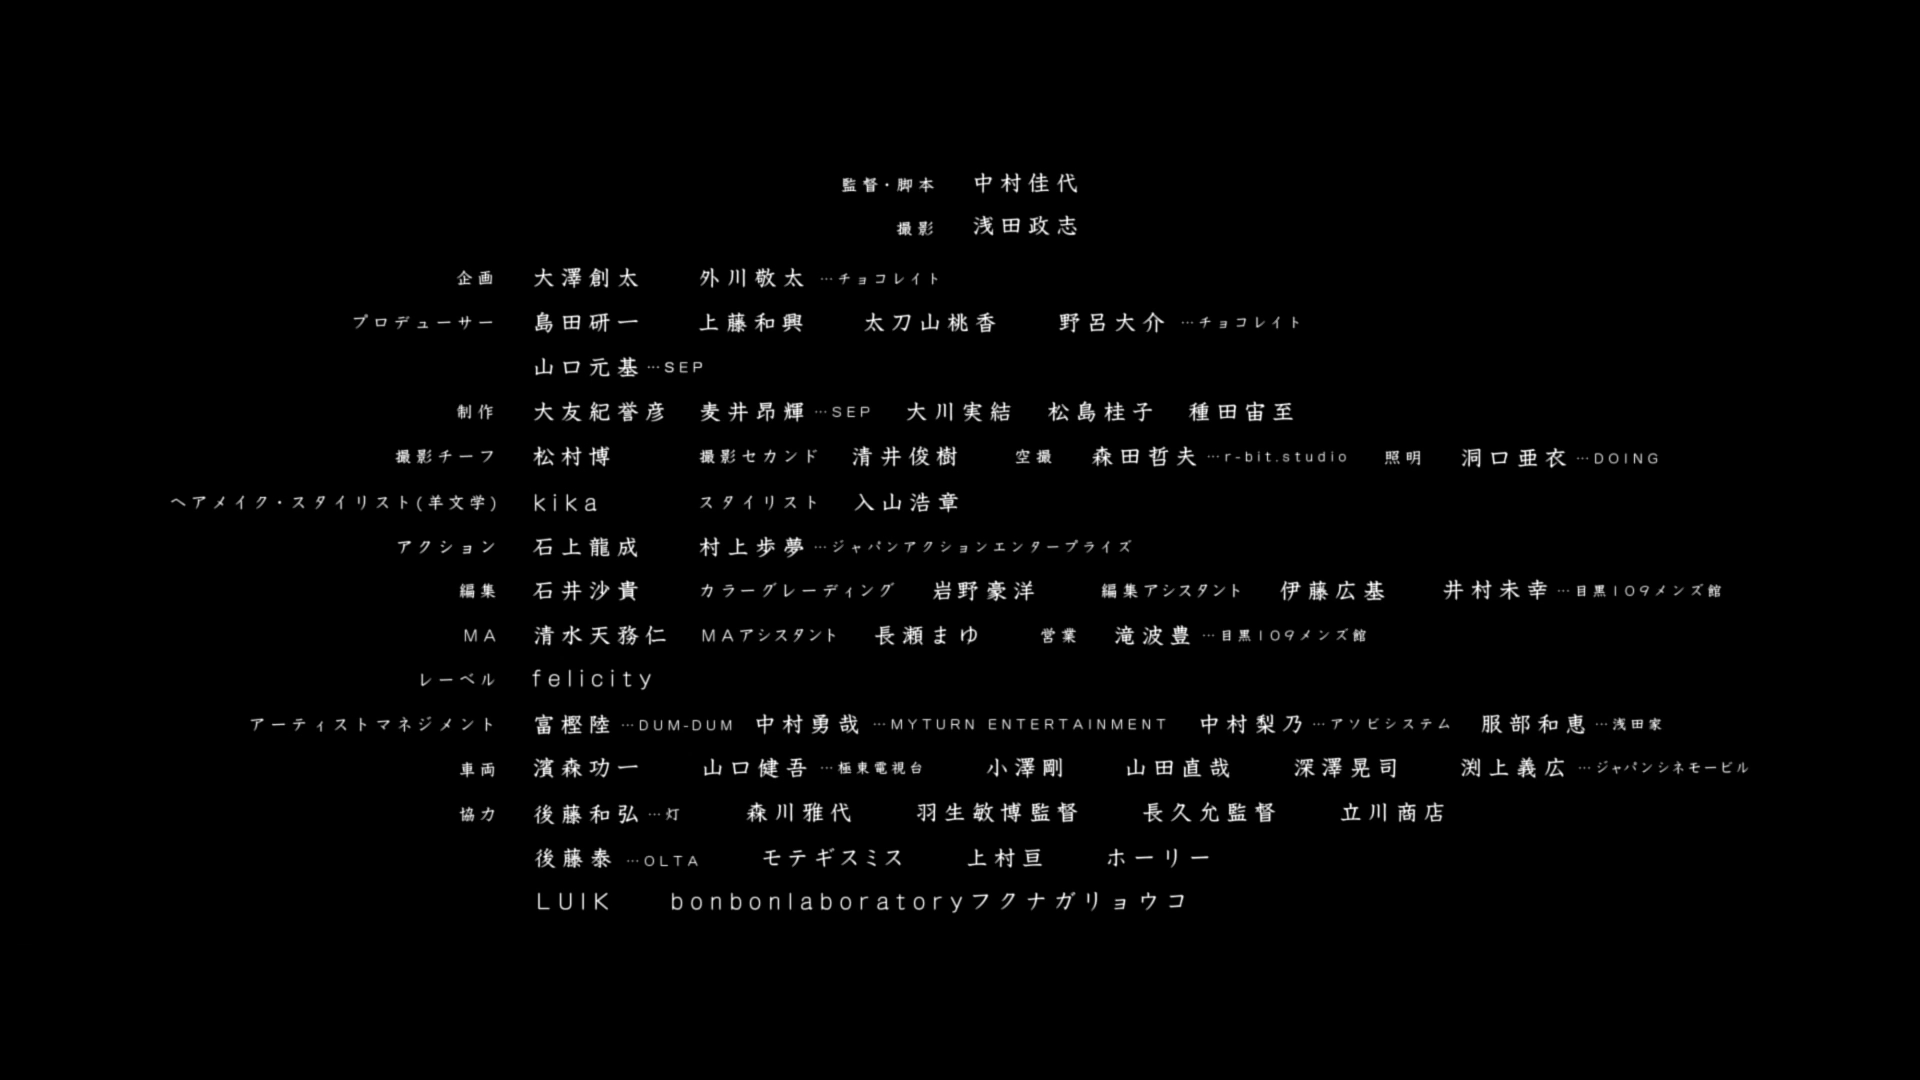 監督・脚本 中村佳代
撮影 浅田政志
企画 大澤創太 外川敬太 …チョコレイト
プロデューサー 島田研一 上藤和興 太刀山桃香 野呂大介 …チョコレイト
山口元基 …SEP
制作 大友紀誉彦 麦井昂輝 …SEP 大川実結 松島桂子 種田宙至
撮影チーフ 松村博 撮影セカンド 清井俊樹 空撮 森田哲夫 …r-bit.studio 照明 洞口亜衣 …DOING
ヘアメイク・スタイリスト(羊文学) kika スタイリスト 入山浩章
アクション 石上龍成 村上歩夢 …ジャパンアクションエンタープライズ
編集 石井沙貴 カラーグレーディング 岩野豪洋 編集アシスタント 伊藤広基 井村未幸 …目黒109メンズ館
MA 清水天務仁 MAアシスタント 長瀬まゆ 営業 滝波豊 …目黒109メンズ館
レーベル felicity
アーティストマネジメント 富樫陸 …DUM-DUM 中村勇哉 …MYTURN ENTERTAINMENT 中村梨乃 …アソビシステム 服部和恵 …浅田家
車両 濱森功一 山口健吾 …極東電視台 小澤剛 山田直哉 深澤晃司 渕上義広 …ジャパンシネモービル
協力 後藤和弘 …灯 森川雅代 羽生敏博監督 長久允監督 立川商店
後藤泰 …OLTA モテギスミス 上村亘 ホーリー
LUIK bonbonlaboratoryフクナガリョウコ